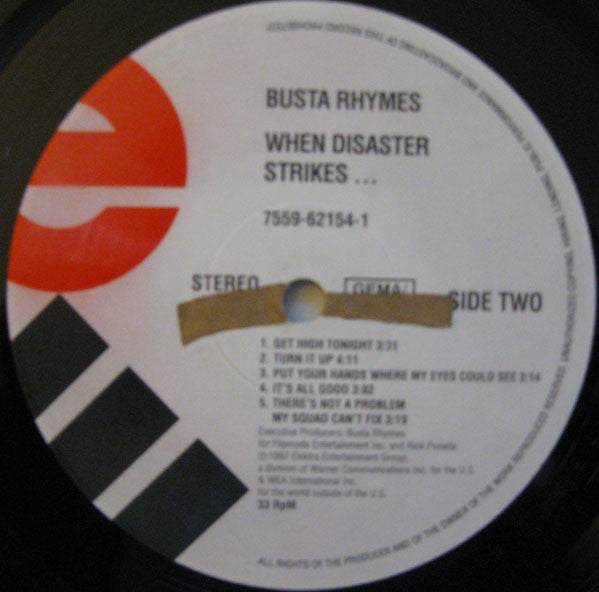 BUSTA RHYMES
WHEN DISASTER
STRIKES ...
7559-62154-1
STEREO
GEMA
SIDE TWO
1. GET HIGH TONIGHT 3:31
2. TURN IT UP 4:11
3. PUT YOUR HANDS WHERE MY EYES COULD SEE 3:14
4. IT'S ALL GOOD 3:02
5. THERE'S NOT A PROBLEM
MY SQUAD CAN'T FIX 3:19
Executive Producers: Busta Rhymes
for Flipmode Entertainment Inc. and Rick Posada
℗1997 Elektra Entertainment Group,
a division of Warner Communications Inc. for the U.S.
& WEA International Inc.
for the world outside of the U.S.
33 RpM
ALL RIGHTS OF THE PRODUCER AND OF THE OWNER OF THE WORK REPRODUCED RESERVED UNAUTHORIZED COPYING, HIRING, LENDING, PUBLIC PERFORMANCE AND BROADCASTING OF THIS RECORD PROHIBITED
e